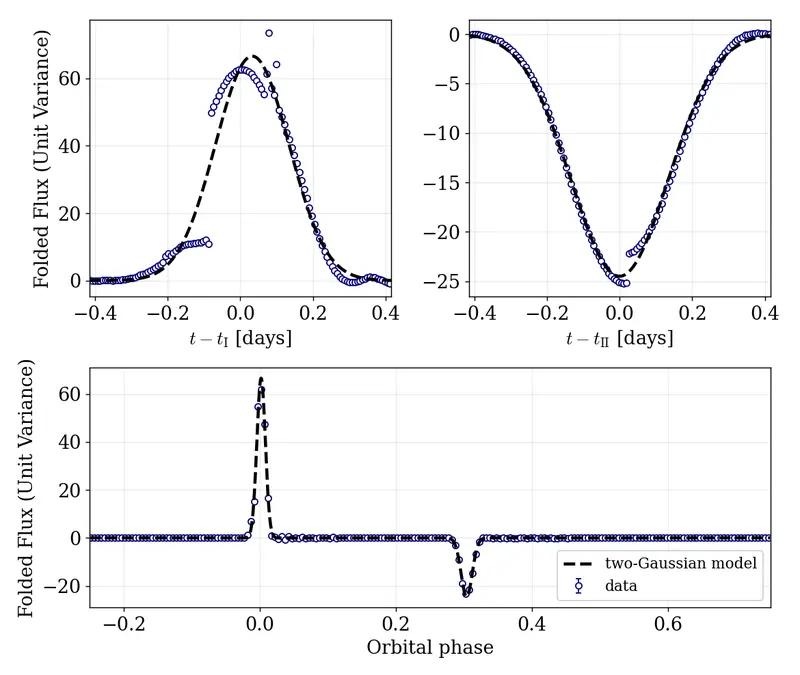 Folded Flux (Unit Variance)
60
40
20
0
−0.4 −0.2 0.0 0.2 0.4
t − t_I [days]
0
−5
−10
−15
−20
−25
−0.4 −0.2 0.0 0.2 0.4
t − t_II [days]
Folded Flux (Unit Variance)
60
40
20
0
−20
two-Gaussian model
data
−0.2 0.0 0.2 0.4 0.6
Orbital phase